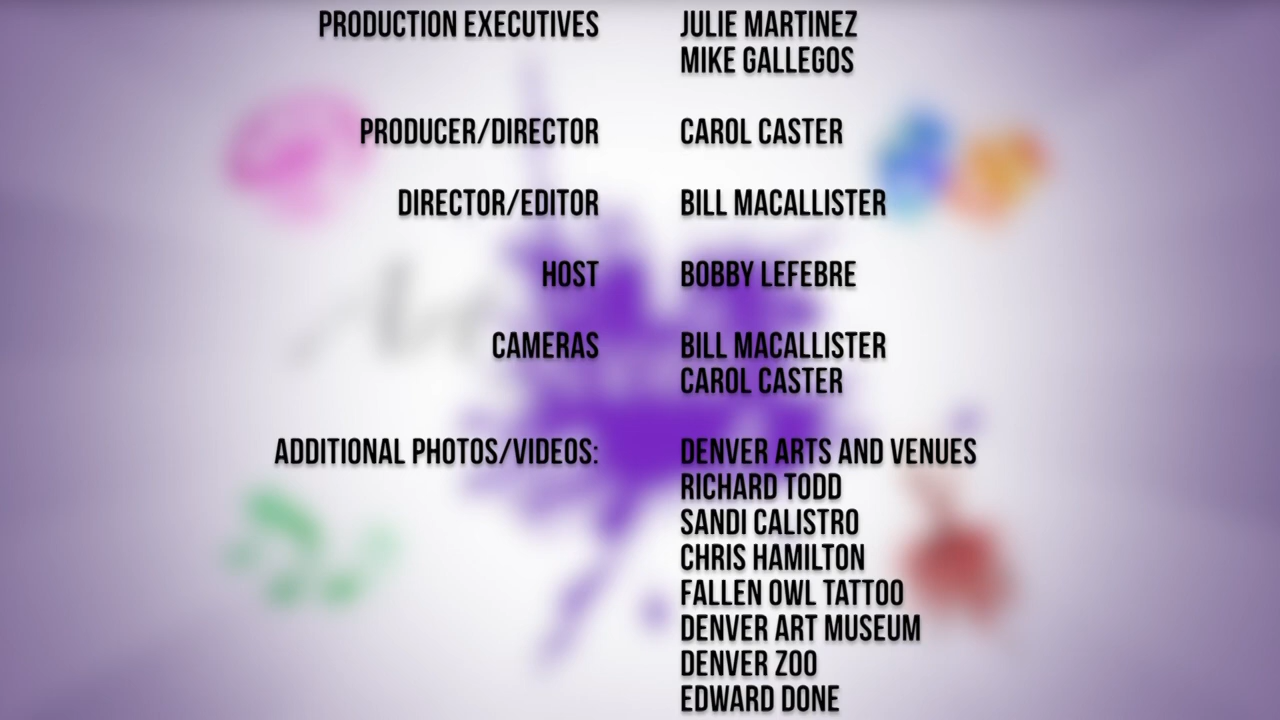 PRODUCTION EXECUTIVES JULIE MARTINEZ
MIKE GALLEGOS
PRODUCER/DIRECTOR CAROL CASTER
DIRECTOR/EDITOR BILL MACALLISTER
HOST BOBBY LEFEBRE
CAMERAS BILL MACALLISTER
CAROL CASTER
ADDITIONAL PHOTOS/VIDEOS: DENVER ARTS AND VENUES
RICHARD TODD
SANDI CALISTRO
CHRIS HAMILTON
FALLEN OWL TATTOO
DENVER ART MUSEUM
DENVER ZOO
EDWARD DONE